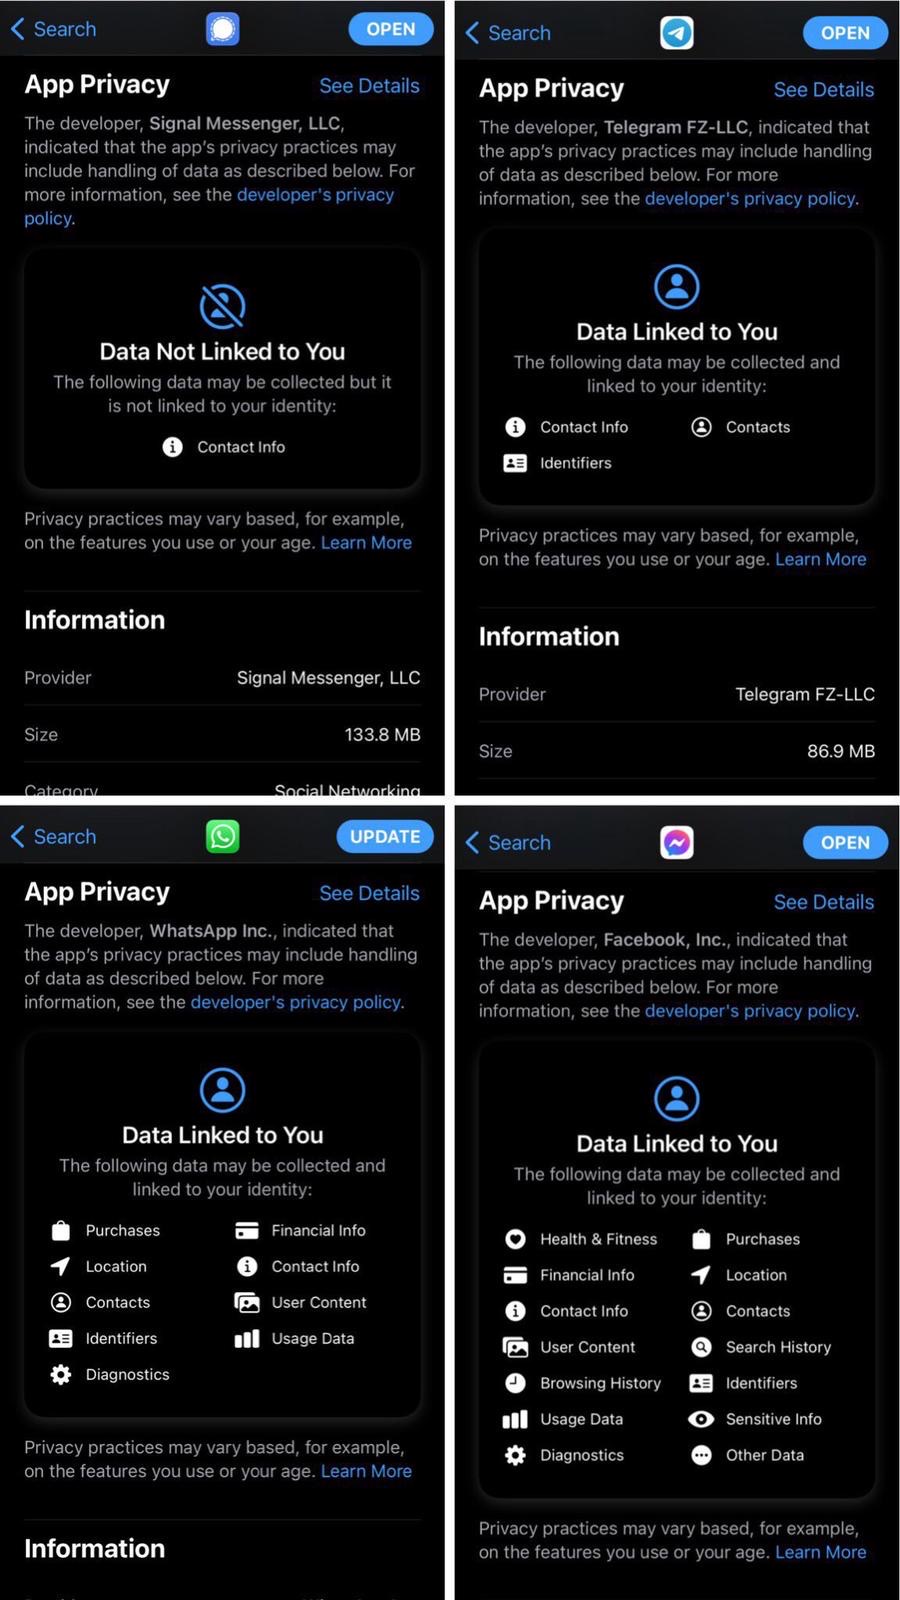 Search
OPEN
App Privacy
See Details
The developer, Signal Messenger, LLC,
indicated that the app's privacy practices may
include handling of data as described below. For
more information, see the developer's privacy
policy.
Data Not Linked to You
The following data may be collected but it
is not linked to your identity:
Contact Info
Privacy practices may vary based, for example,
on the features you use or your age. Learn More
Information
Provider
Signal Messenger, LLC
Size
133.8 MB
Category
Social Networking
Search
OPEN
App Privacy
See Details
The developer, Telegram FZ-LLC, indicated that
the app's privacy practices may include handling
of data as described below. For more
information, see the developer's privacy policy.
Data Linked to You
The following data may be collected and
linked to your identity:
Contact Info
Contacts
Identifiers
Privacy practices may vary based, for example,
on the features you use or your age. Learn More
Information
Provider
Telegram FZ-LLC
Size
86.9 MB
Search
UPDATE
App Privacy
See Details
The developer, WhatsApp Inc., indicated that
the app's privacy practices may include handling
of data as described below. For more
information, see the developer's privacy policy.
Data Linked to You
The following data may be collected and
linked to your identity:
Purchases
Financial Info
Location
Contact Info
Contacts
User Content
Identifiers
Usage Data
Diagnostics
Privacy practices may vary based, for example,
on the features you use or your age. Learn More
Information
Search
OPEN
App Privacy
See Details
The developer, Facebook, Inc., indicated that
the app's privacy practices may include handling
of data as described below. For more
information, see the developer's privacy policy.
Data Linked to You
The following data may be collected and
linked to your identity:
Health & Fitness
Purchases
Financial Info
Location
Contact Info
Contacts
User Content
Search History
Browsing History
Identifiers
Usage Data
Sensitive Info
Diagnostics
Other Data
Privacy practices may vary based, for example,
on the features you use or your age. Learn More